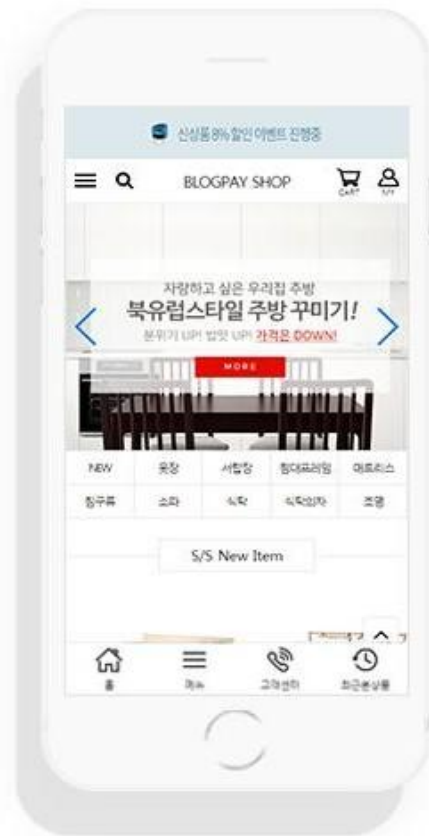 신상품 8% 할인 이벤트 진행중
BLOGPAY SHOP
CART
MY
자랑하고 싶은 우리집 주방
북유럽스타일 주방 꾸미기!
분위기 UP! 밥맛 UP! 가격은 DOWN!
MORE
NEW 옷장 서랍장 침대프레임 매트리스
침구류 소파 식탁 식탁의자 조명
S/S New Item
홈 메뉴 고객센터 최근본상품